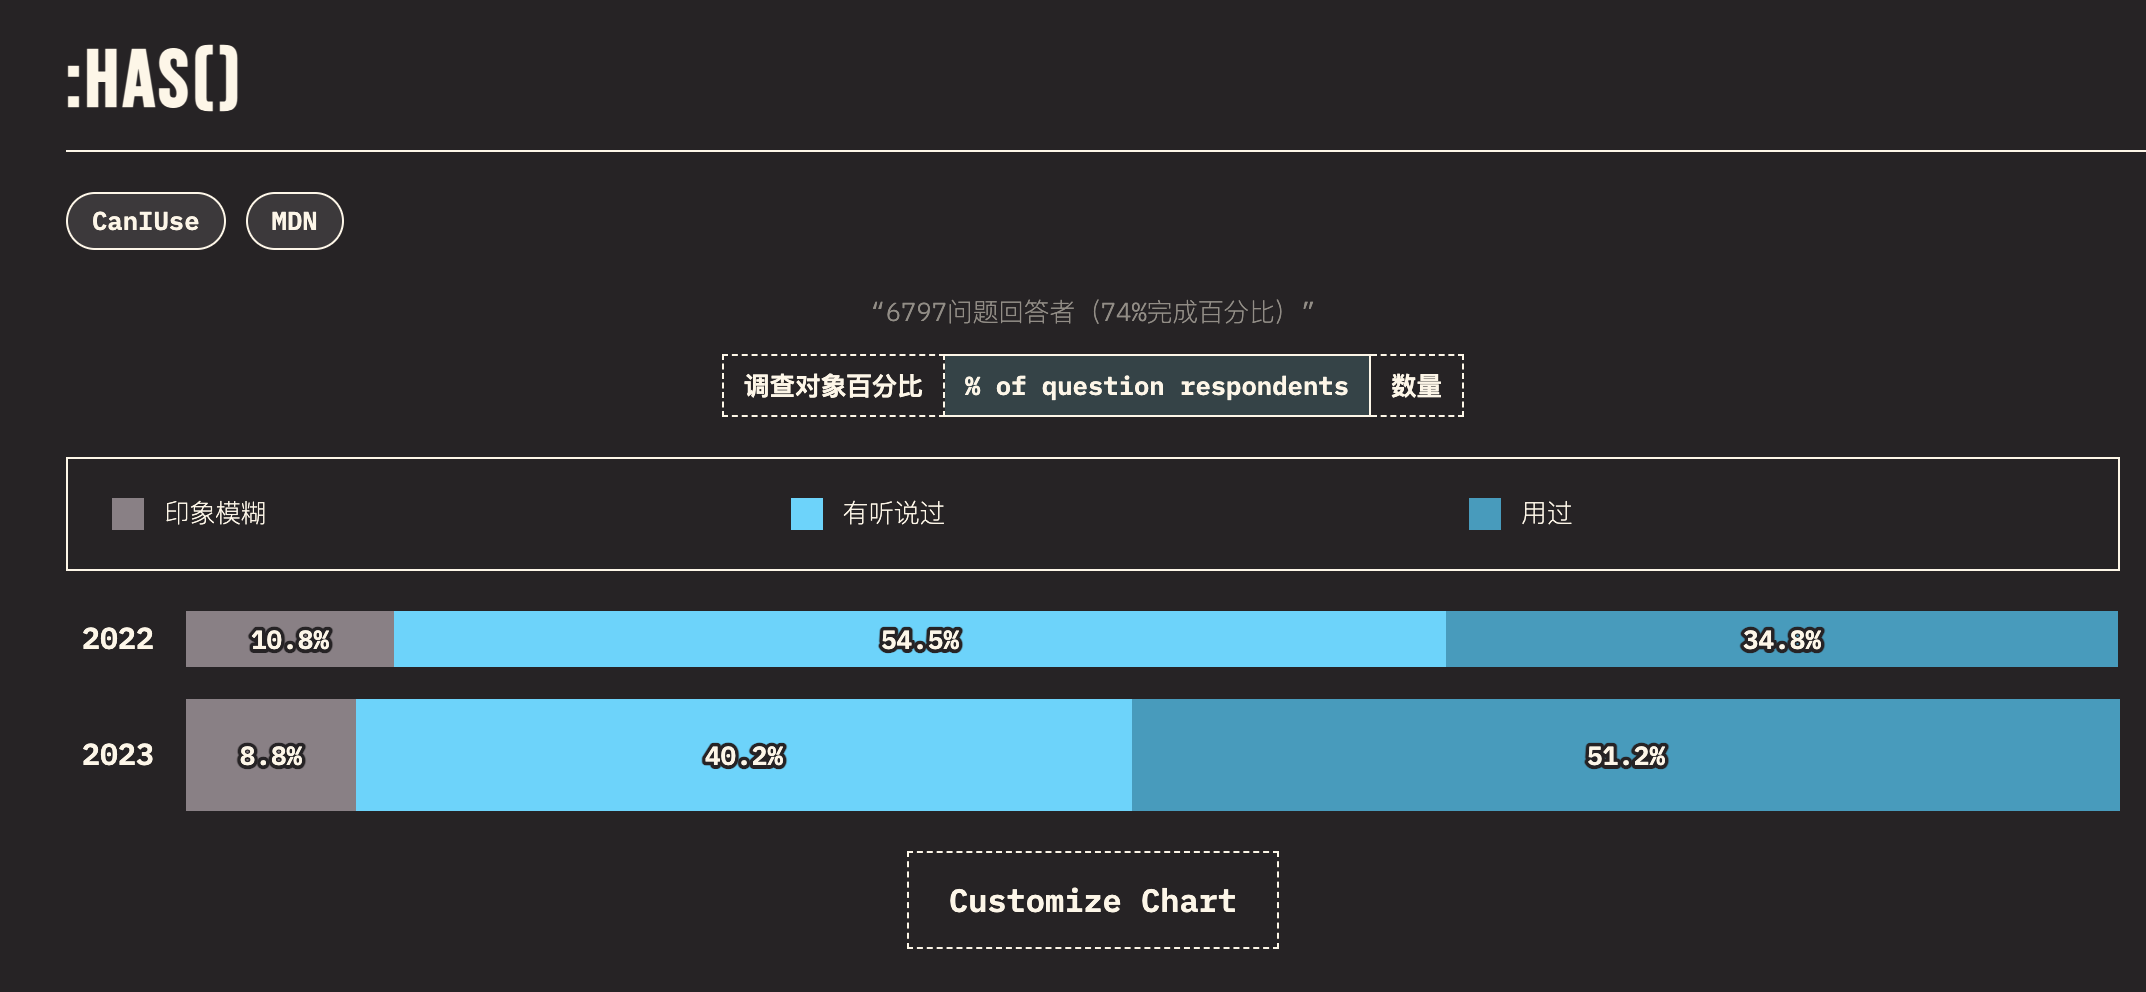 :HAS()
CanIUse MDN
“6797问题回答者（74%完成百分比）”
调查对象百分比 % of question respondents 数量
印象模糊 有听说过 用过
2022 10.8% 54.5% 34.8%
2023 8.8% 40.2% 51.2%
Customize Chart